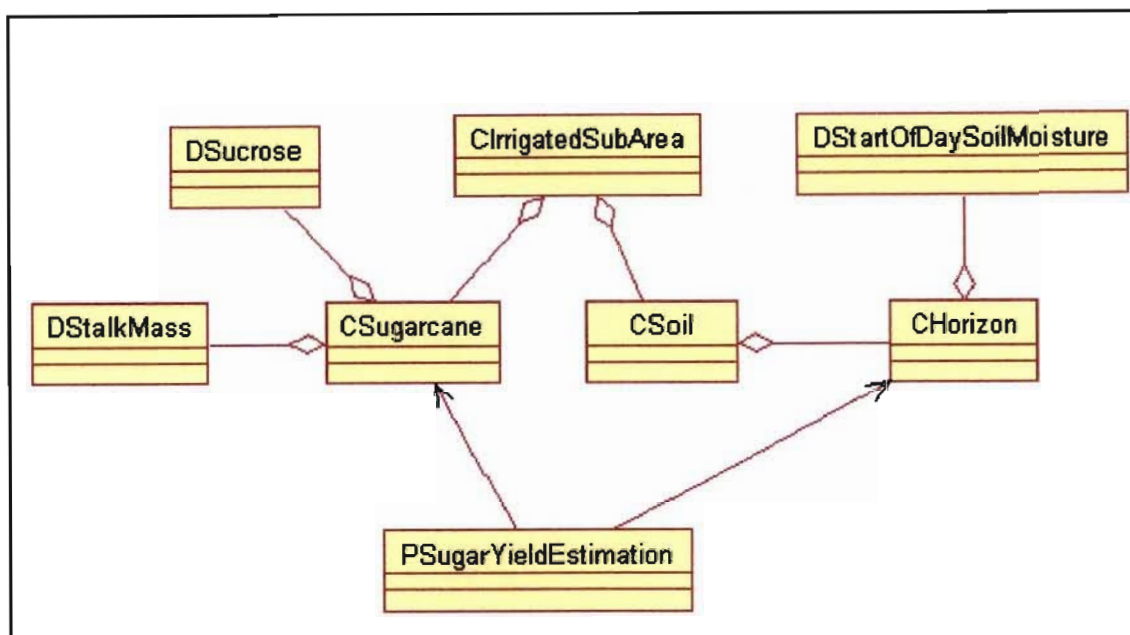 DSucrose
CIrrigatedSubArea
DStartOfDaySoilMoisture
DStalkMass
CSugarcane
CSoil
CHorizon
PSugarYieldEstimation